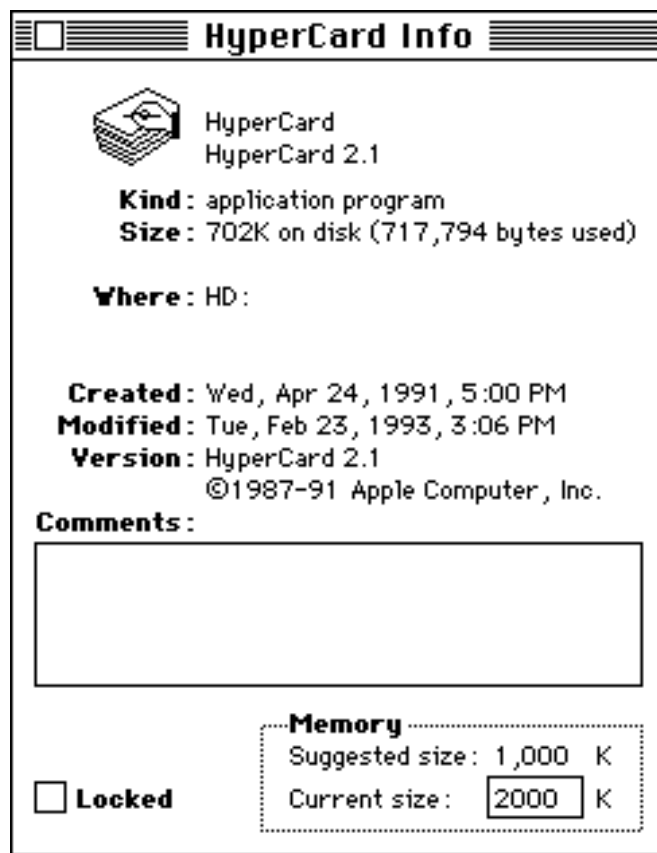 HyperCard Info
HyperCard
HyperCard 2.1
Kind: application program
Size: 702K on disk (717,794 bytes used)
Where: HD:
Created: Wed, Apr 24, 1991, 5:00 PM
Modified: Tue, Feb 23, 1993, 3:06 PM
Version: HyperCard 2.1
©1987-91 Apple Computer, Inc.
Comments:
Memory
Suggested size: 1,000 K
Locked
Current size: 2000 K